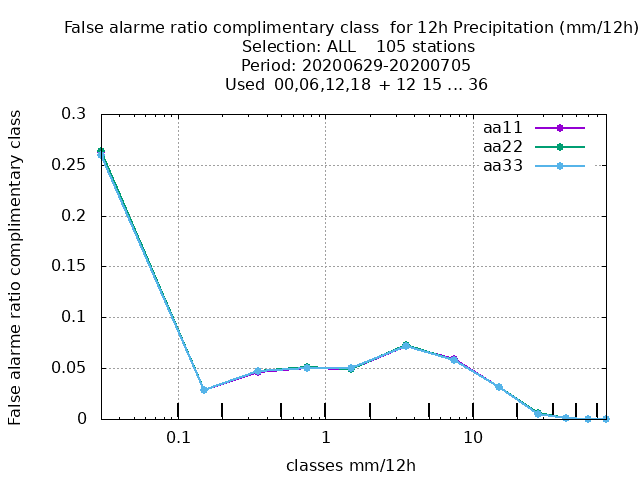 False alarme ratio complimentary class  for 12h Precipitation (mm/12h)
Selection: ALL    105 stations
Period: 20200629-20200705
Used  00,06,12,18  + 12 15 ... 36
False alarme ratio complimentary class
0.3
0.25
0.2
0.15
0.1
0.05
0
aa11
aa22
aa33
0.1
1
10
classes mm/12h